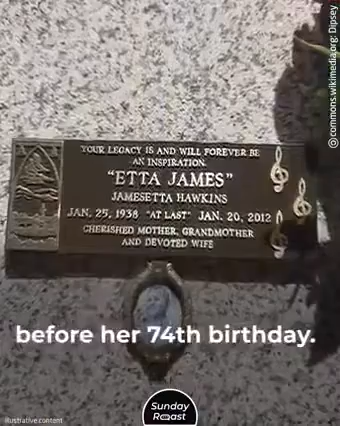 @commons.wikimedia.org: Dipsey
YOUR LEGACY IS AND WILL FOREVER BE
AN INSPIRATION.
"ETTA JAMES"
JAMESETTA HAWKINS
JAN. 25, 1938 "AT LAST" JAN. 20, 2012
CHERISHED MOTHER, GRANDMOTHER
AND DEVOTED WIFE
before her 74th birthday.
Sunday
Roast
Illustrative content